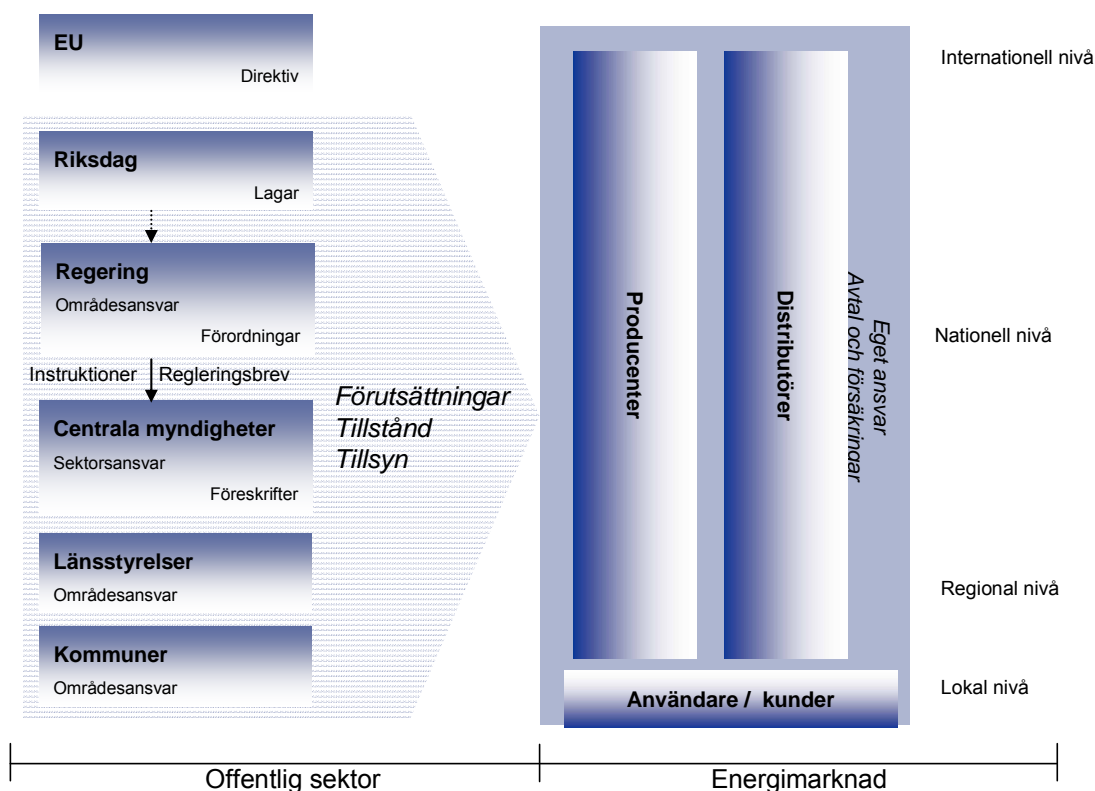 EU
Direktiv
Riksdag
Lagar
Regering
Områdesansvar
Förordningar
Instruktioner
Regleringsbrev
Centrala myndigheter
Sektorsansvar
Föreskrifter
Länsstyrelser
Områdesansvar
Kommuner
Områdesansvar
Förutsättningar
Tillstånd
Tillsyn
Producenter
Distributörer
Eget ansvar
Avtal och försäkringar
Användare / kunder
Internationell nivå
Nationell nivå
Regional nivå
Lokal nivå
Offentlig sektor
Energimarknad